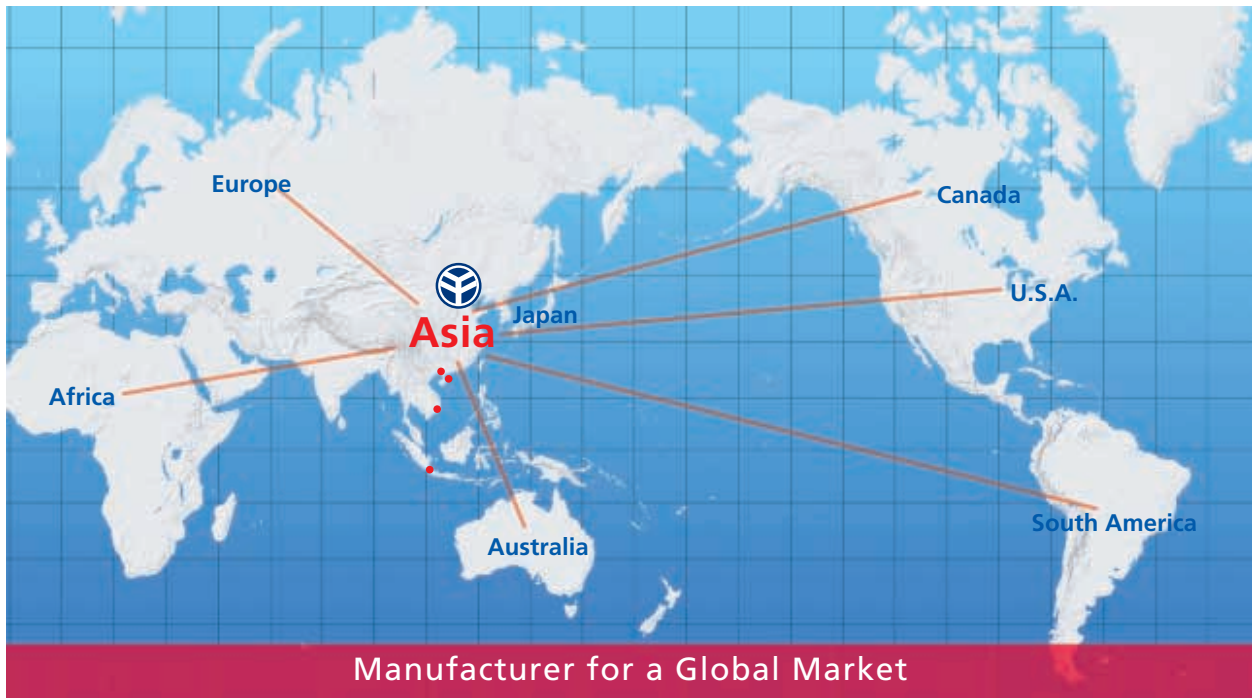 Europe
Canada
U.S.A.
Japan
Asia
Africa
South America
Australia
Manufacturer for a Global Market